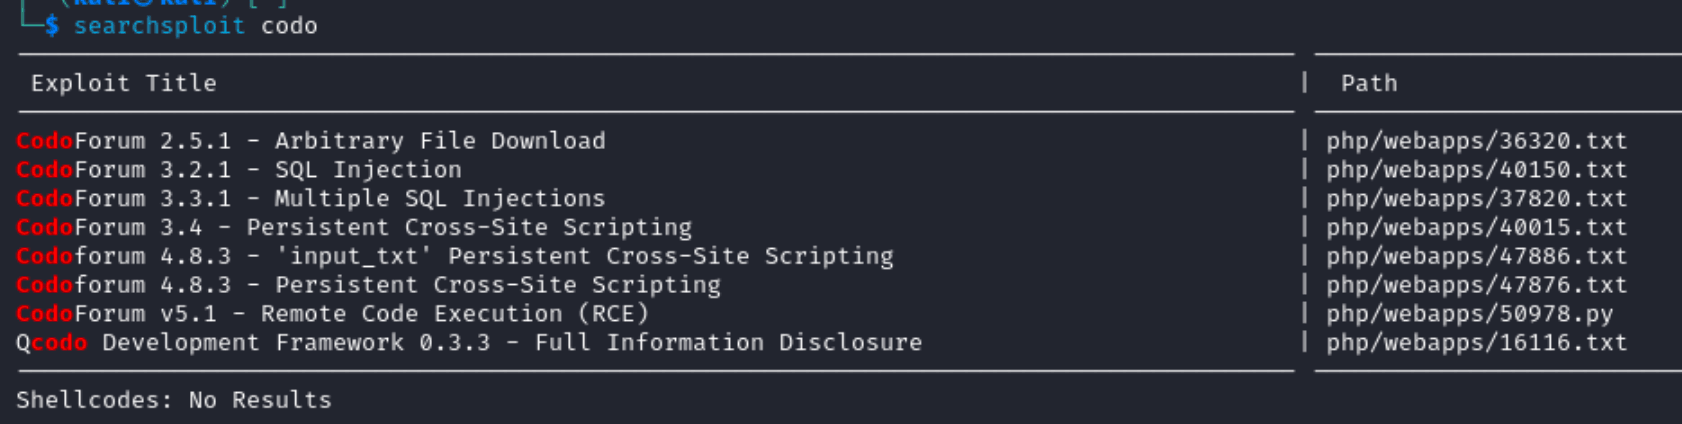 (kali㉿kali)-[~]
└─$ searchsploit codo
Exploit Title | Path
CodoForum 2.5.1 - Arbitrary File Download | php/webapps/36320.txt
CodoForum 3.2.1 - SQL Injection | php/webapps/40150.txt
CodoForum 3.3.1 - Multiple SQL Injections | php/webapps/37820.txt
CodoForum 3.4 - Persistent Cross-Site Scripting | php/webapps/40015.txt
Codoforum 4.8.3 - 'input_txt' Persistent Cross-Site Scripting | php/webapps/47886.txt
Codoforum 4.8.3 - Persistent Cross-Site Scripting | php/webapps/47876.txt
CodoForum v5.1 - Remote Code Execution (RCE) | php/webapps/50978.py
Qcodo Development Framework 0.3.3 - Full Information Disclosure | php/webapps/16116.txt
Shellcodes: No Results